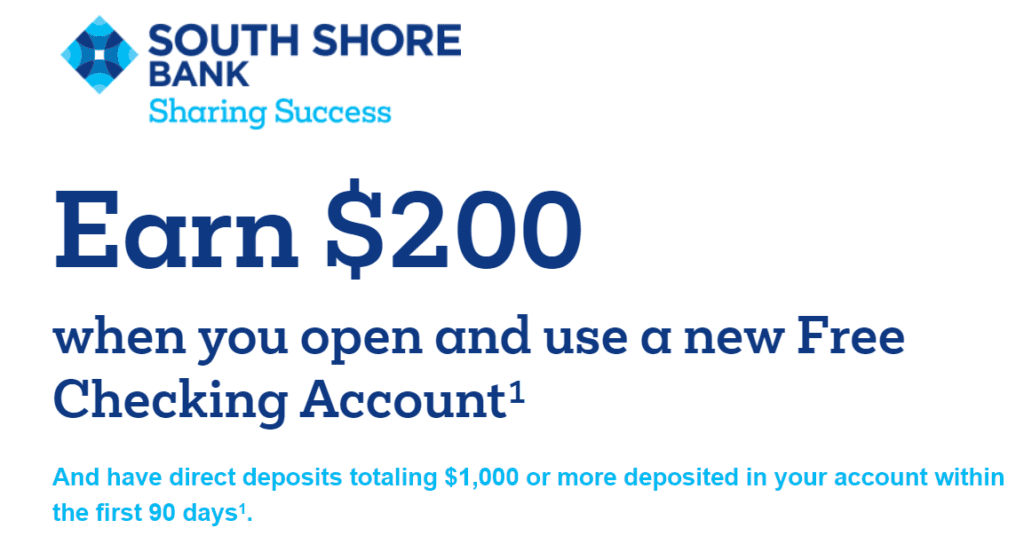 SOUTH SHORE
BANK
Sharing Success
Earn $200
when you open and use a new Free
Checking Account¹
And have direct deposits totaling $1,000 or more deposited in your account within
the first 90 days¹.